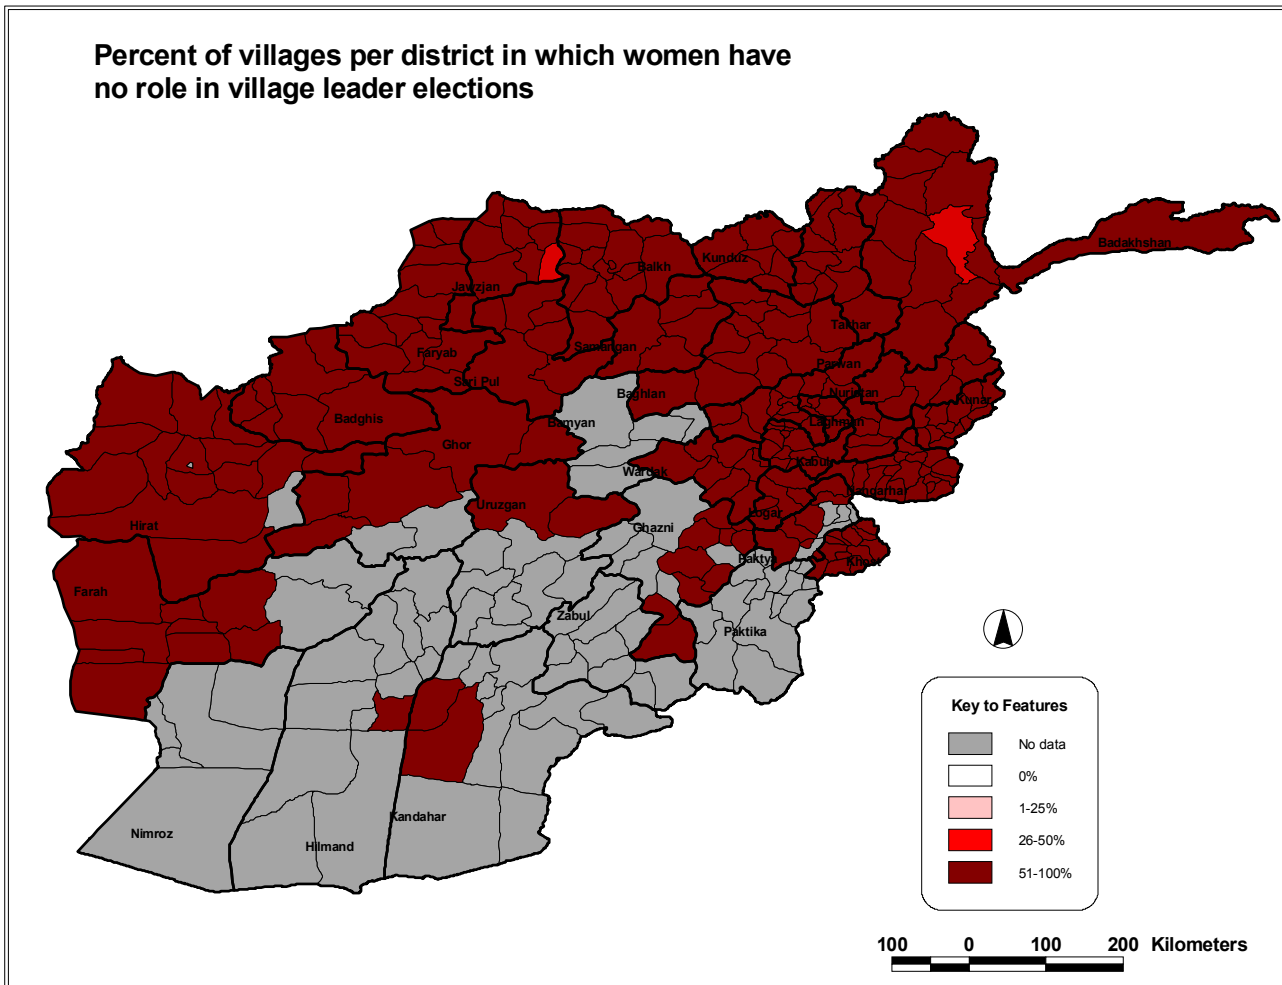 Percent of villages per district in which women have
no role in village leader elections
Badakhshan
Kunduz
Balkh
Jawzjan
Takhar
Samangan
Faryab
Parwan
Sari Pul
Baghlan
Nuristan
Kunar
Badghis
Bamyan
Laghman
Ghor
Kabul
Wardak
Nangarhar
Uruzgan
Logar
Hirat
Ghazni
Paktya
Khost
Farah
Zabul
Paktika
Kandahar
Nimroz
Hilmand
Key to Features
No data
0%
1-25%
26-50%
51-100%
100 0 100 200 Kilometers